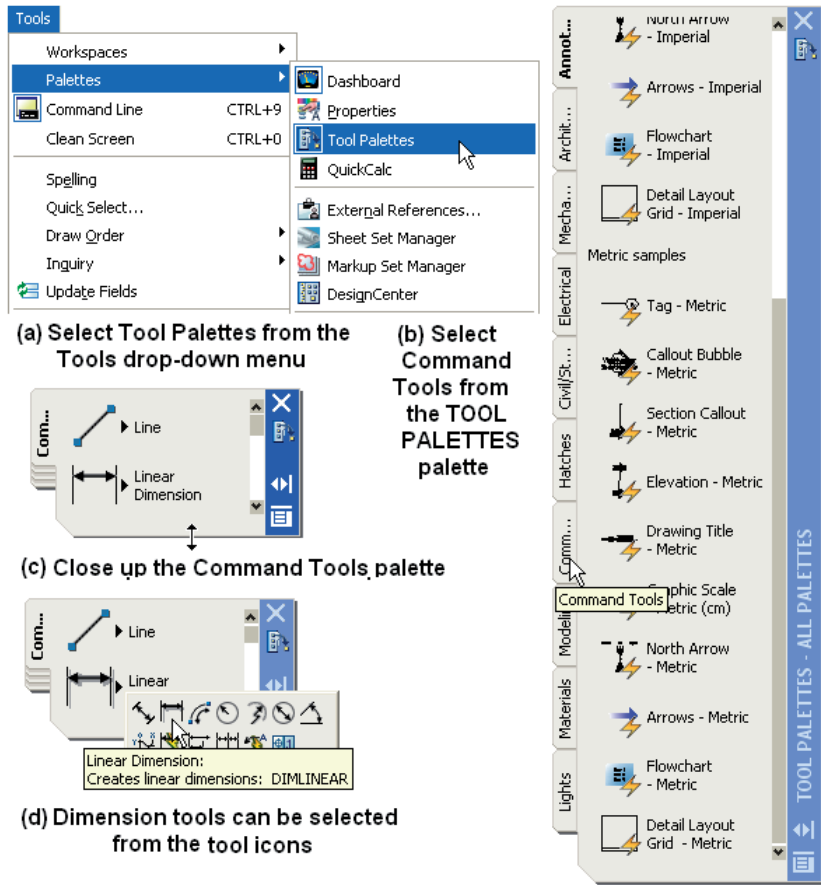 Tools
Workspaces
Palettes
Command Line CTRL+9
Clean Screen CTRL+0
Spelling
Quick Select...
Draw Order
Inquiry
Update Fields
Dashboard
Properties
Tool Palettes
QuickCalc
External References...
Sheet Set Manager
Markup Set Manager
DesignCenter
(a) Select Tool Palettes from the
Tools drop-down menu
(b) Select
Command
Tools from
the TOOL
PALETTES
palette
Com...
Line
Linear
Dimension
(c) Close up the Command Tools palette
Com...
Line
Linear
Linear Dimension:
Creates linear dimensions: DIMLINEAR
(d) Dimension tools can be selected
from the tool icons
Annot...
Archit...
Mecha...
Electrical
Civil/St...
Hatches
Comm...
Materials
Lights
North Arrow
- Imperial
Arrows - Imperial
Flowchart
- Imperial
Detail Layout
Grid - Imperial
Metric samples
Tag - Metric
Callout Bubble
- Metric
Section Callout
- Metric
Elevation - Metric
Drawing Title
- Metric
Command Tools
Scale
(cm)
North Arrow
- Metric
Arrows - Metric
Flowchart
- Metric
Detail Layout
Grid - Metric
TOOL PALETTES - ALL PALETTES